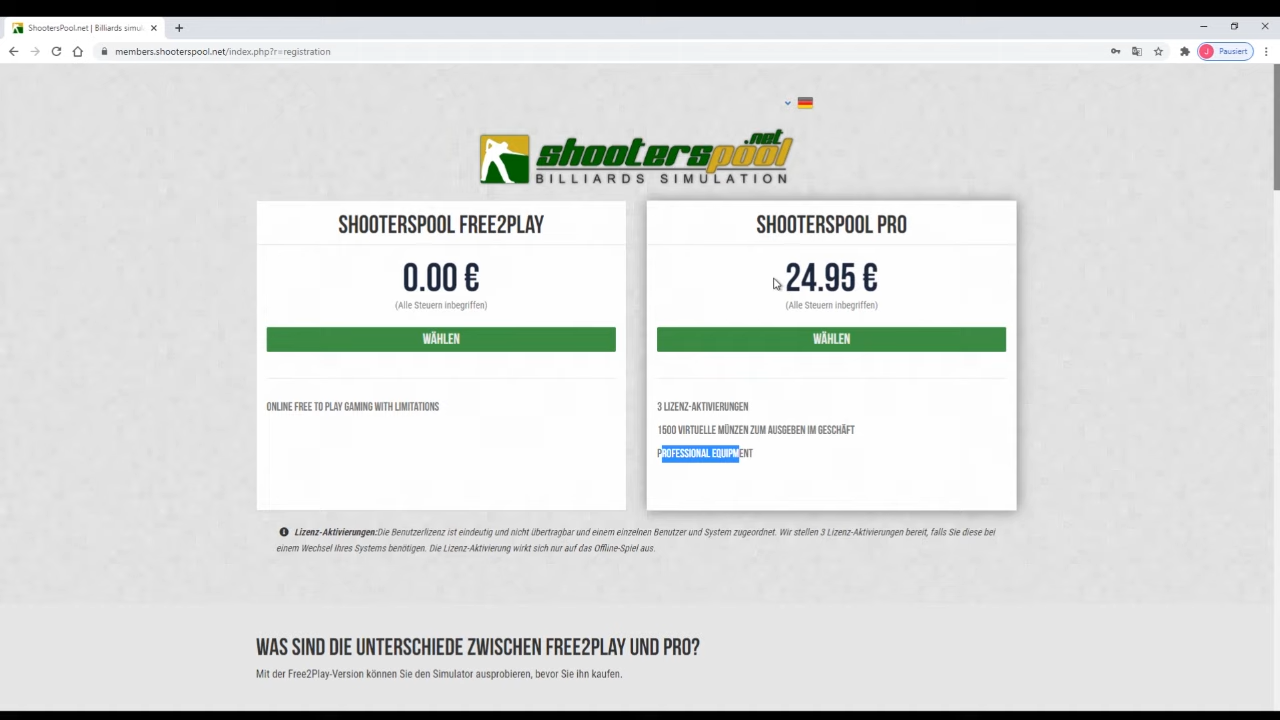 ShootersPool.net | Billiards simul
members.shooterspool.net/index.php?r=registration
J Pausiert
shooterspool.net
BILLIARDS SIMULATION
SHOOTERSPOOL FREE2PLAY
0.00 €
(Alle Steuern inbegriffen)
WÄHLEN
ONLINE FREE TO PLAY GAMING WITH LIMITATIONS
SHOOTERSPOOL PRO
24.95 €
(Alle Steuern inbegriffen)
WÄHLEN
3 LIZENZ-AKTIVIERUNGEN
1500 VIRTUELLE MÜNZEN ZUM AUSGEBEN IM GESCHÄFT
PROFESSIONAL EQUIPMENT
Lizenz-Aktivierungen:Die Benutzerlizenz ist eindeutig und nicht übertragbar und einem einzelnen Benutzer und System zugeordnet. Wir stellen 3 Lizenz-Aktivierungen bereit, falls Sie diese bei
einem Wechsel Ihres Systems benötigen. Die Lizenz-Aktivierung wirkt sich nur auf das Offline-Spiel aus.
WAS SIND DIE UNTERSCHIEDE ZWISCHEN FREE2PLAY UND PRO?
Mit der Free2Play-Version können Sie den Simulator ausprobieren, bevor Sie ihn kaufen.